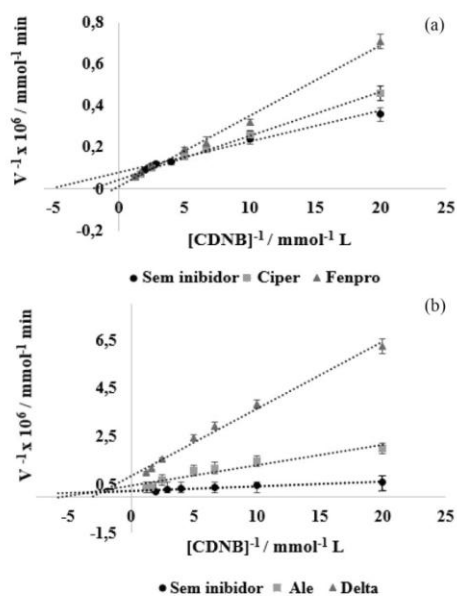 (a)
0,8
0,6
0,4
0,2
0
-0,2
V⁻¹ x 10⁶ / mmol⁻¹ min
-5 0 5 10 15 20
[CDNB]⁻¹ / mmol⁻¹ L
Sem inibidor Ciper Fenpro
(b)
6,5
4,5
2,5
0,5
-1,5
V⁻¹ x 10⁶ / mmol⁻¹ min
-5 0 5 10 15 20
[CDNB]⁻¹ / mmol⁻¹ L
Sem inibidor Ale Delta